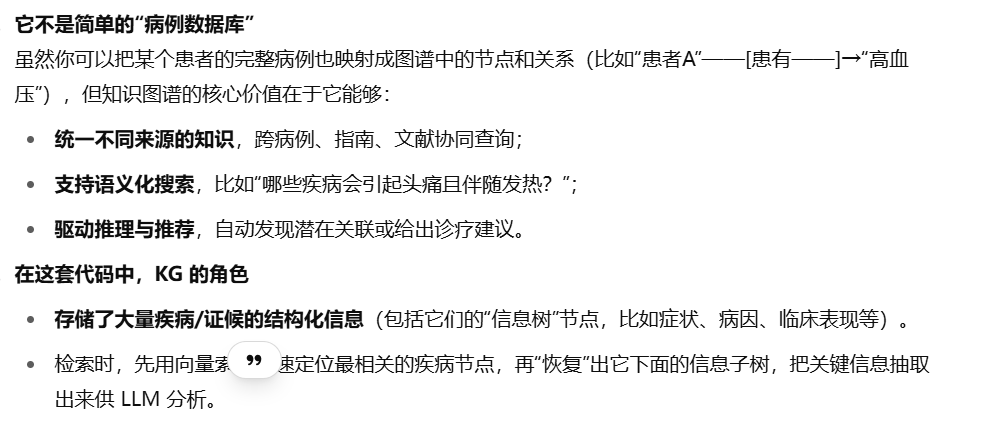 它不是简单的“病例数据库”
虽然你可以把某个患者的完整病例也映射成图谱中的节点和关系（比如“患者A”——[患有——]→“高血
压”），但知识图谱的核心价值在于它能够：
统一不同来源的知识，跨病例、指南、文献协同查询；
支持语义化搜索，比如“哪些疾病会引起头痛且伴随发热？”；
驱动推理与推荐，自动发现潜在关联或给出诊疗建议。
在这套代码中，KG 的角色
存储了大量疾病/证候的结构化信息（包括它们的“信息树”节点，比如症状、病因、临床表现等）。
检索时，先用向量索 速定位最相关的疾病节点，再“恢复”出它下面的信息子树，把关键信息抽取
出来供 LLM 分析。